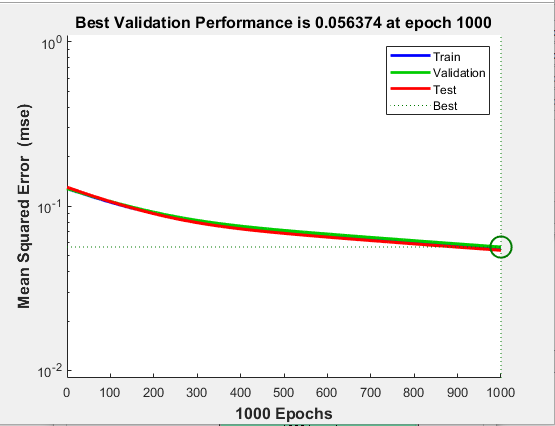 Best Validation Performance is 0.056374 at epoch 1000
10^0
Train
Validation
Test
Best
Mean Squared Error (mse)
10^-1
10^-2
0 100 200 300 400 500 600 700 800 900 1000
1000 Epochs